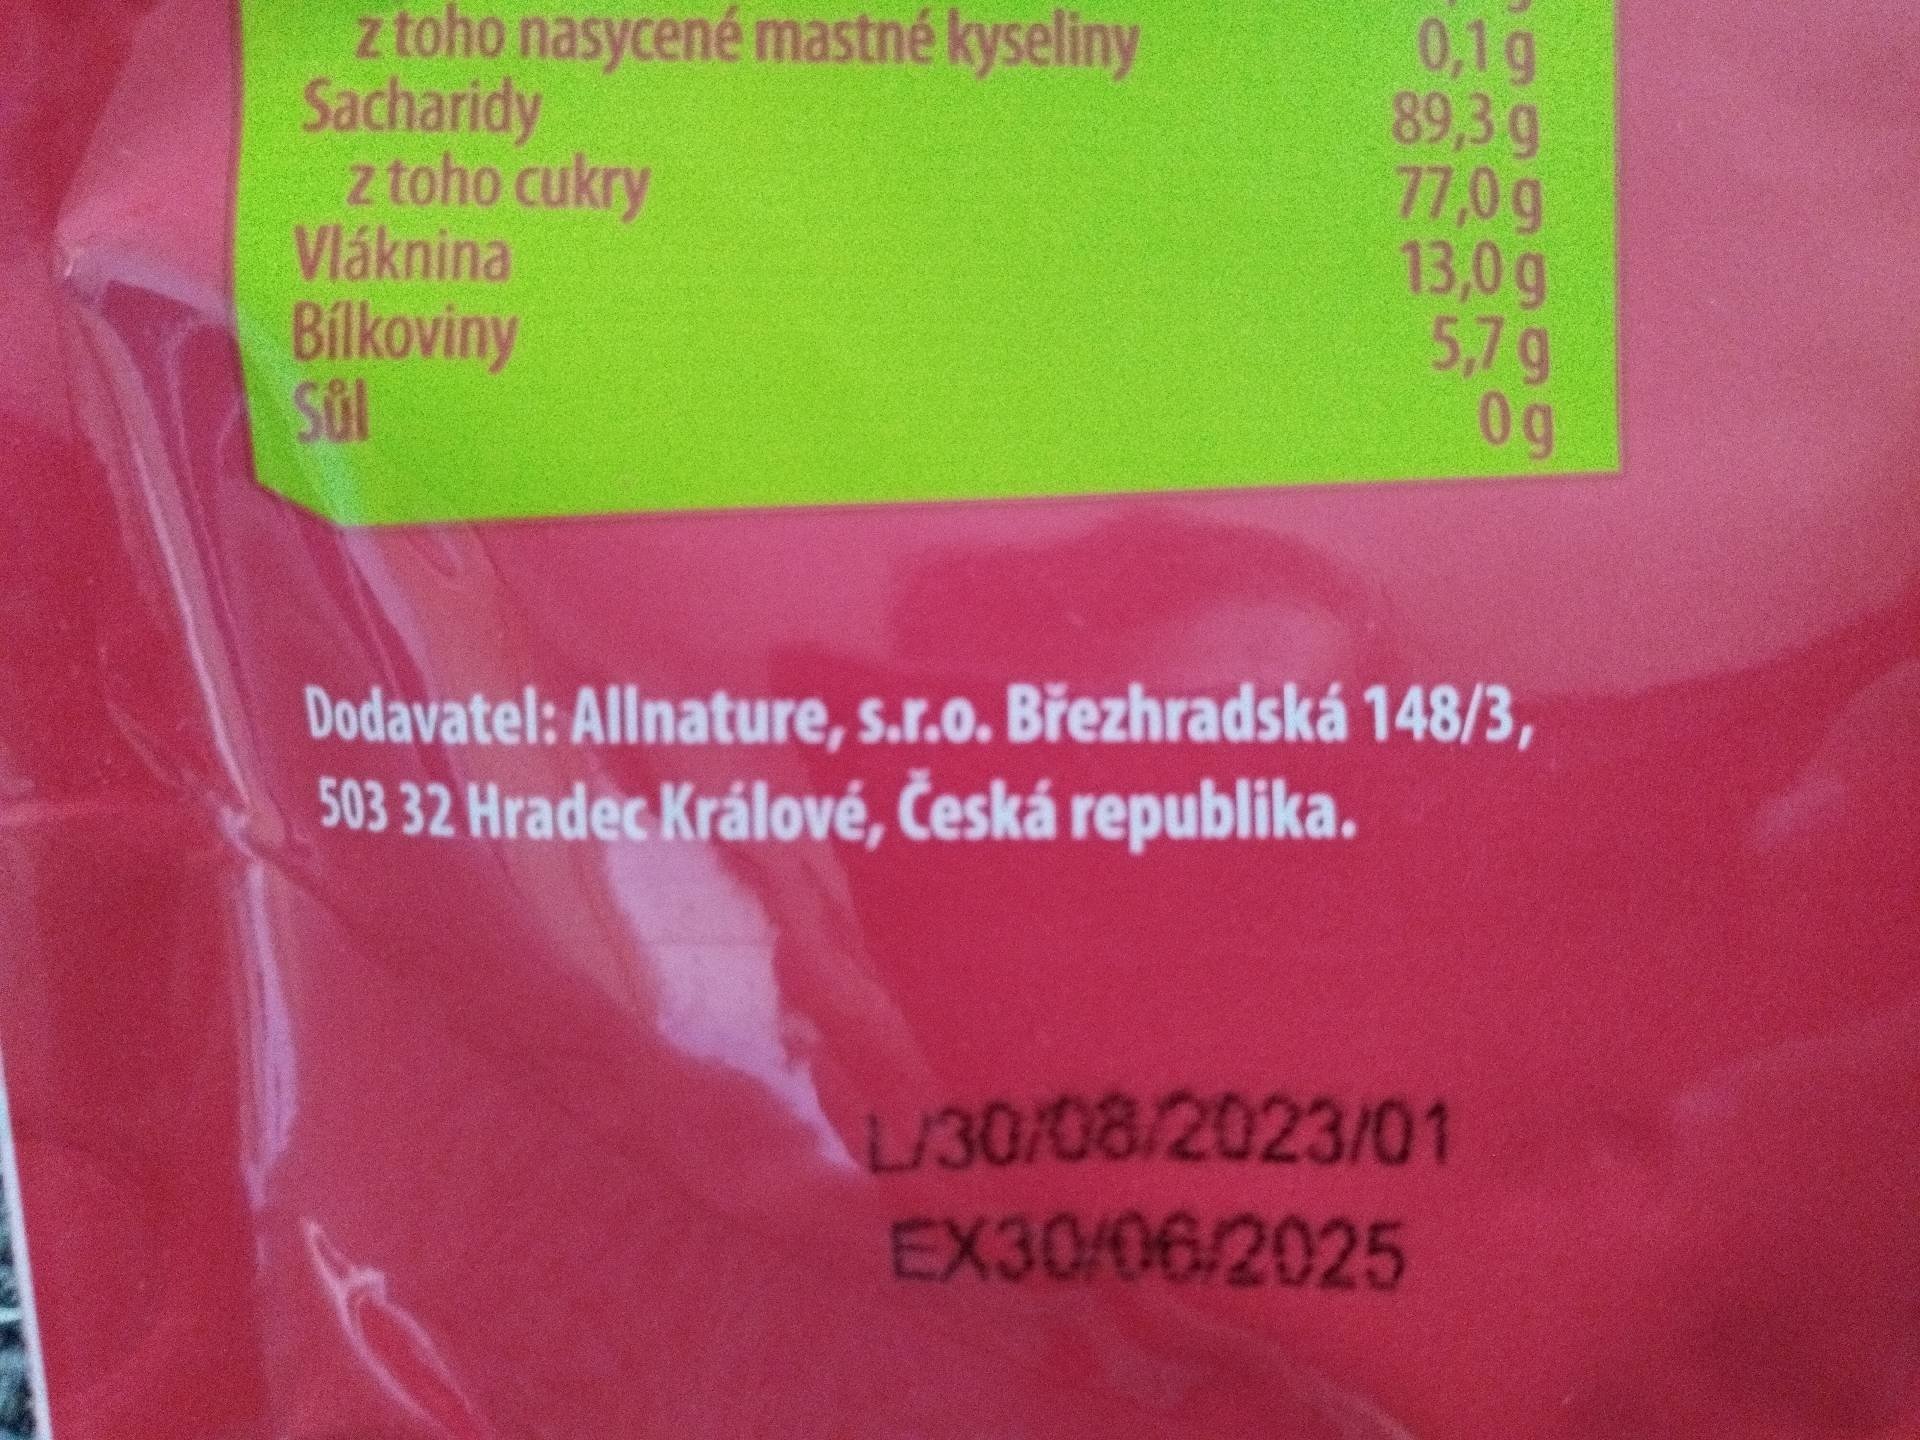 z toho nasycené mastné kyseliny 0,1 g
Sacharidy 89,3 g
z toho cukry 77,0 g
Vláknina 13,0 g
Bílkoviny 5,7 g
Sůl 0 g
Dodavatel: Allnature, s.r.o. Březhradská 148/3,
503 32 Hradec Králové, Česká republika.
L/30/08/2023/01
EX30/06/2025